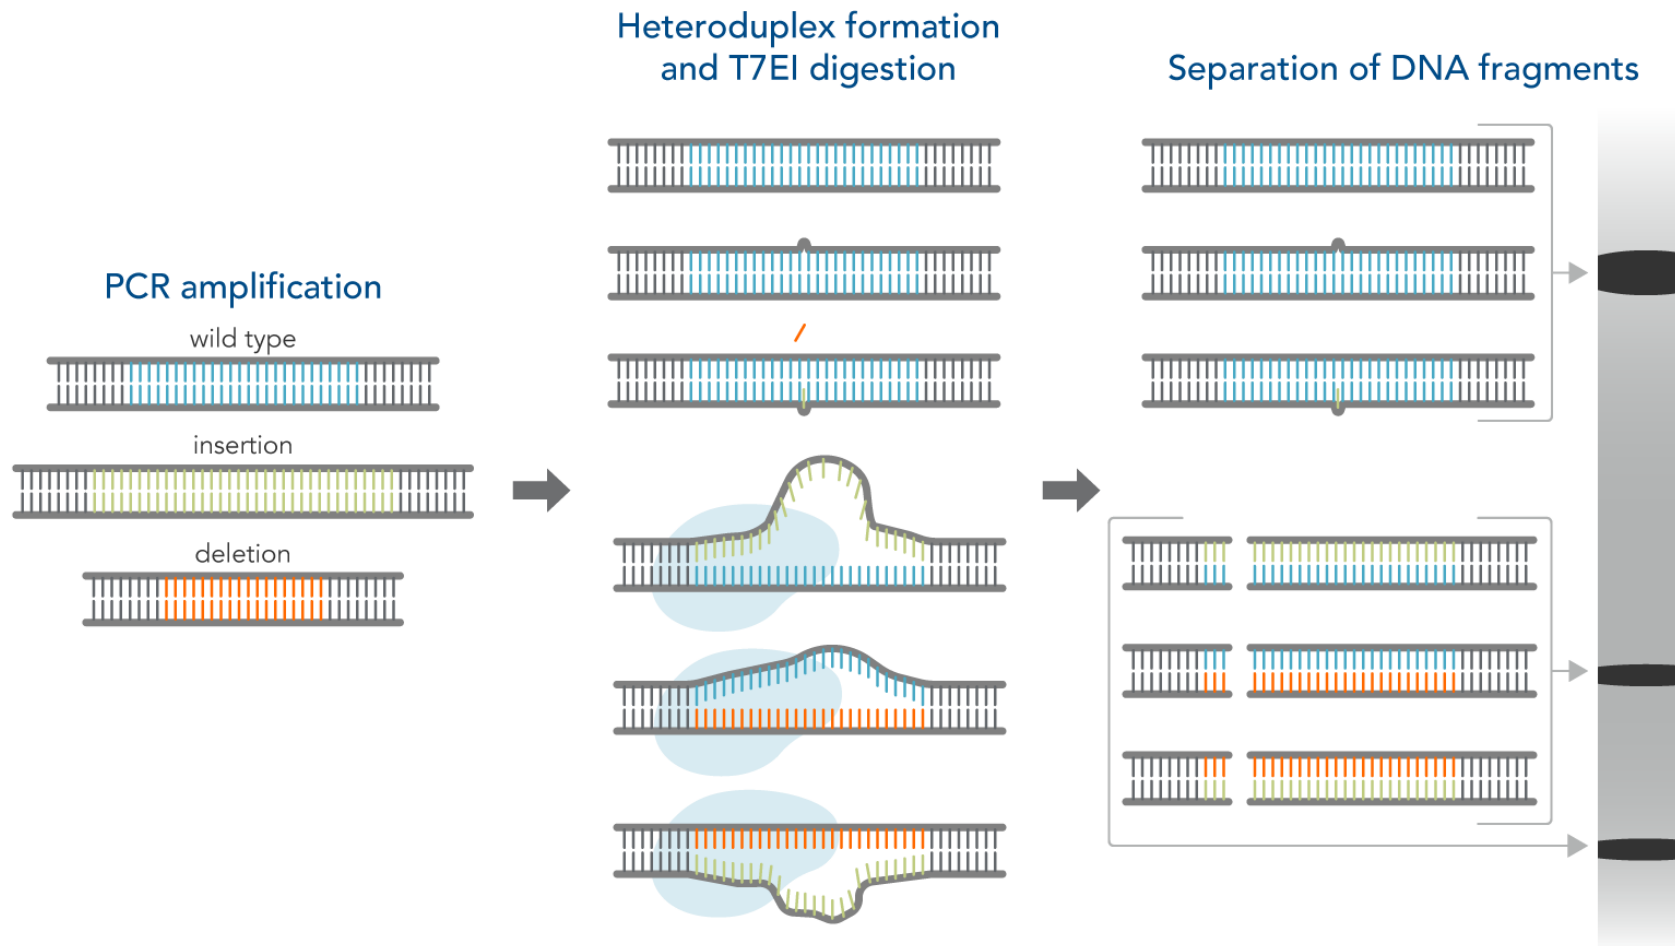 Heteroduplex formation
and T7EI digestion
Separation of DNA fragments
PCR amplification
wild type
insertion
deletion